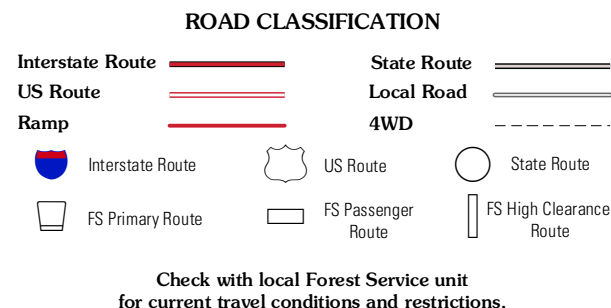 ROAD CLASSIFICATION
Interstate Route
State Route
US Route
Local Road
Ramp
4WD
Interstate Route
US Route
State Route
FS Primary Route
FS Passenger
Route
FS High Clearance
Route
Check with local Forest Service unit
for current travel conditions and restrictions.